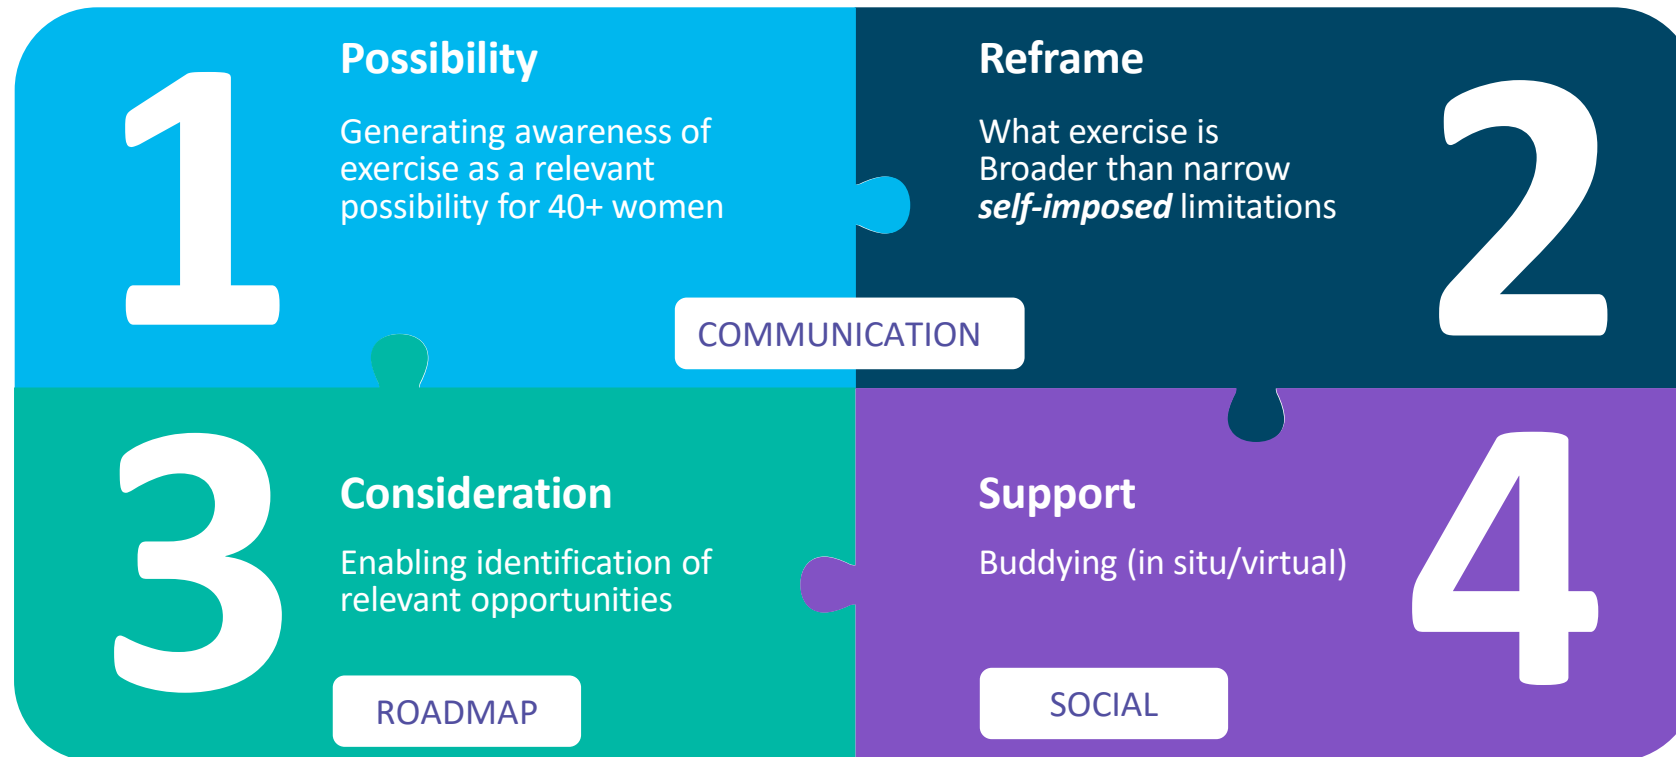 1
Possibility
Generating awareness of
exercise as a relevant
possibility for 40+ women
Reframe
What exercise is
Broader than narrow
self-imposed limitations
2
COMMUNICATION
3
Consideration
Enabling identification of
relevant opportunities
ROADMAP
Support
Buddying (in situ/virtual)
4
SOCIAL